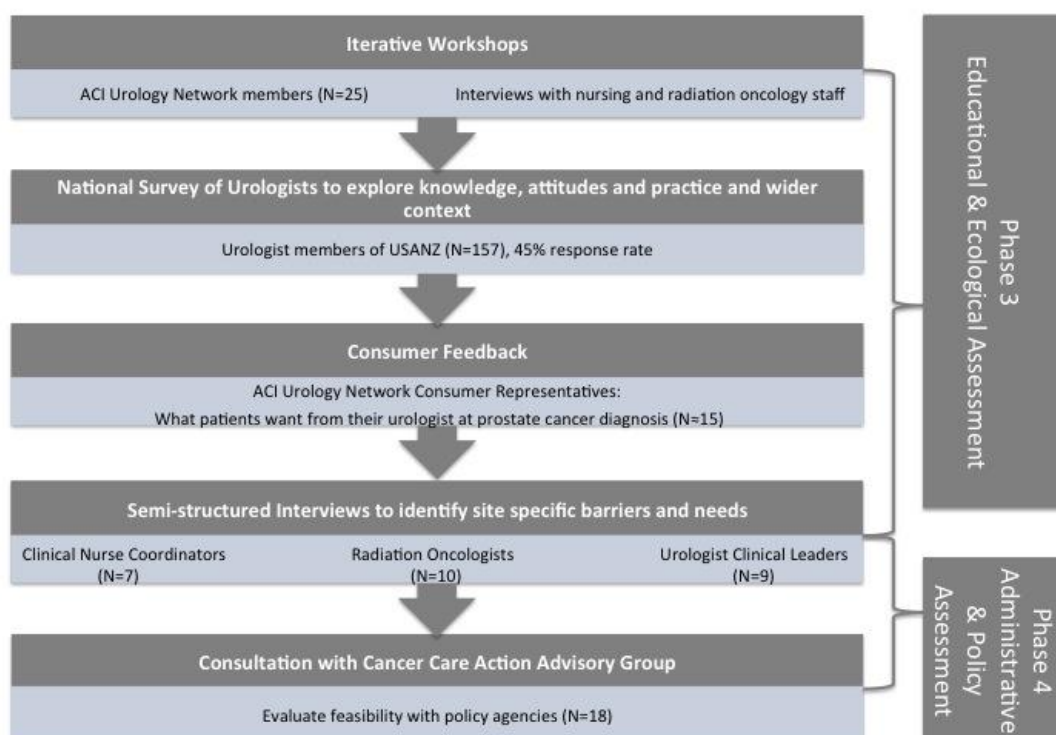 Iterative Workshops
ACI Urology Network members (N=25)
Interviews with nursing and radiation oncology staff
National Survey of Urologists to explore knowledge, attitudes and practice and wider
context
Urologist members of USANZ (N=157), 45% response rate
Consumer Feedback
ACI Urology Network Consumer Representatives:
What patients want from their urologist at prostate cancer diagnosis (N=15)
Semi-structured Interviews to identify site specific barriers and needs
Clinical Nurse Coordinators
(N=7)
Radiation Oncologists
(N=10)
Urologist Clinical Leaders
(N=9)
Consultation with Cancer Care Action Advisory Group
Evaluate feasibility with policy agencies (N=18)
Phase 3
Educational & Ecological Assessment
Phase 4
Administrative
& Policy
Assessment